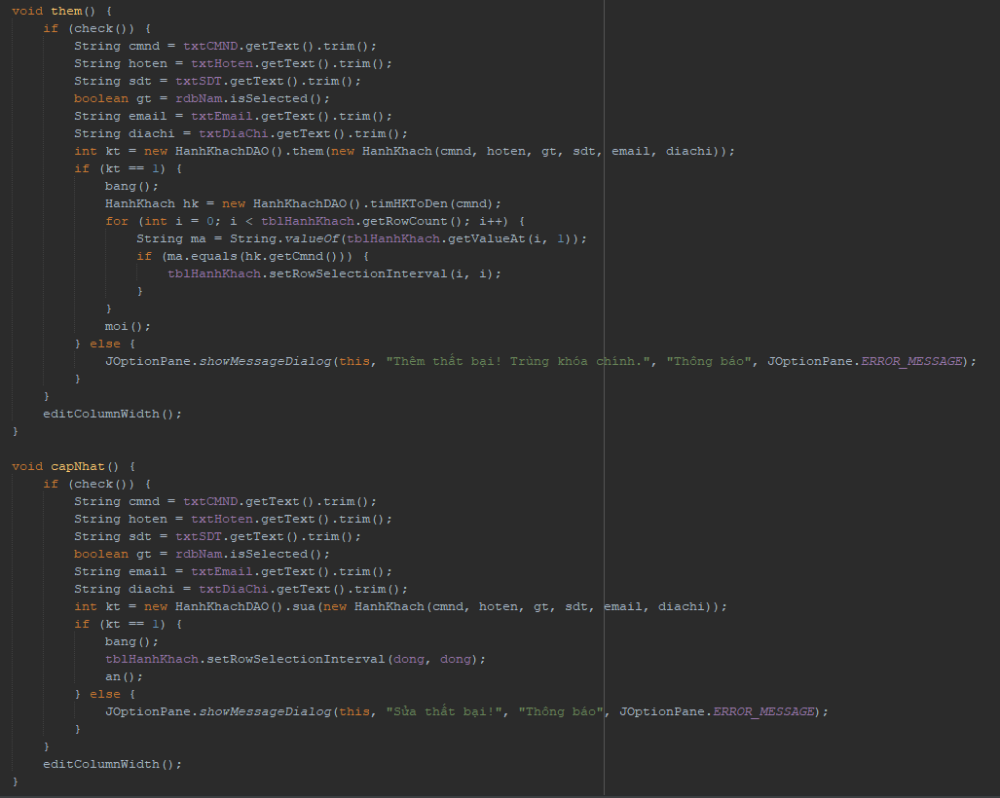 void them() {
if (check()) {
String cmnd = txtCMND.getText().trim();
String hoten = txtHoten.getText().trim();
String sdt = txtSDT.getText().trim();
boolean gt = rdbNam.isSelected();
String email = txtEmail.getText().trim();
String diachi = txtDiaChi.getText().trim();
int kt = new HanhKhachDAO().them(new HanhKhach(cmnd, hoten, gt, sdt, email, diachi));
if (kt == 1) {
bang();
HanhKhach hk = new HanhKhachDAO().timHKToDen(cmnd);
for (int i = 0; i < tblHanhKhach.getRowCount(); i++) {
String ma = String.valueOf(tblHanhKhach.getValueAt(i, 1));
if (ma.equals(hk.getCmnd())) {
tblHanhKhach.setRowSelectionInterval(i, i);
}
}
moi();
} else {
JOptionPane.showMessageDialog(this, "Thêm thất bại! Trùng khóa chính.", "Thông báo", JOptionPane.ERROR_MESSAGE);
}
}
editColumnWidth();
}
void capNhat() {
if (check()) {
String cmnd = txtCMND.getText().trim();
String hoten = txtHoten.getText().trim();
String sdt = txtSDT.getText().trim();
boolean gt = rdbNam.isSelected();
String email = txtEmail.getText().trim();
String diachi = txtDiaChi.getText().trim();
int kt = new HanhKhachDAO().sua(new HanhKhach(cmnd, hoten, gt, sdt, email, diachi));
if (kt == 1) {
bang();
tblHanhKhach.setRowSelectionInterval(dong, dong);
an();
} else {
JOptionPane.showMessageDialog(this, "Sửa thất bại!", "Thông báo", JOptionPane.ERROR_MESSAGE);
}
}
editColumnWidth();
}